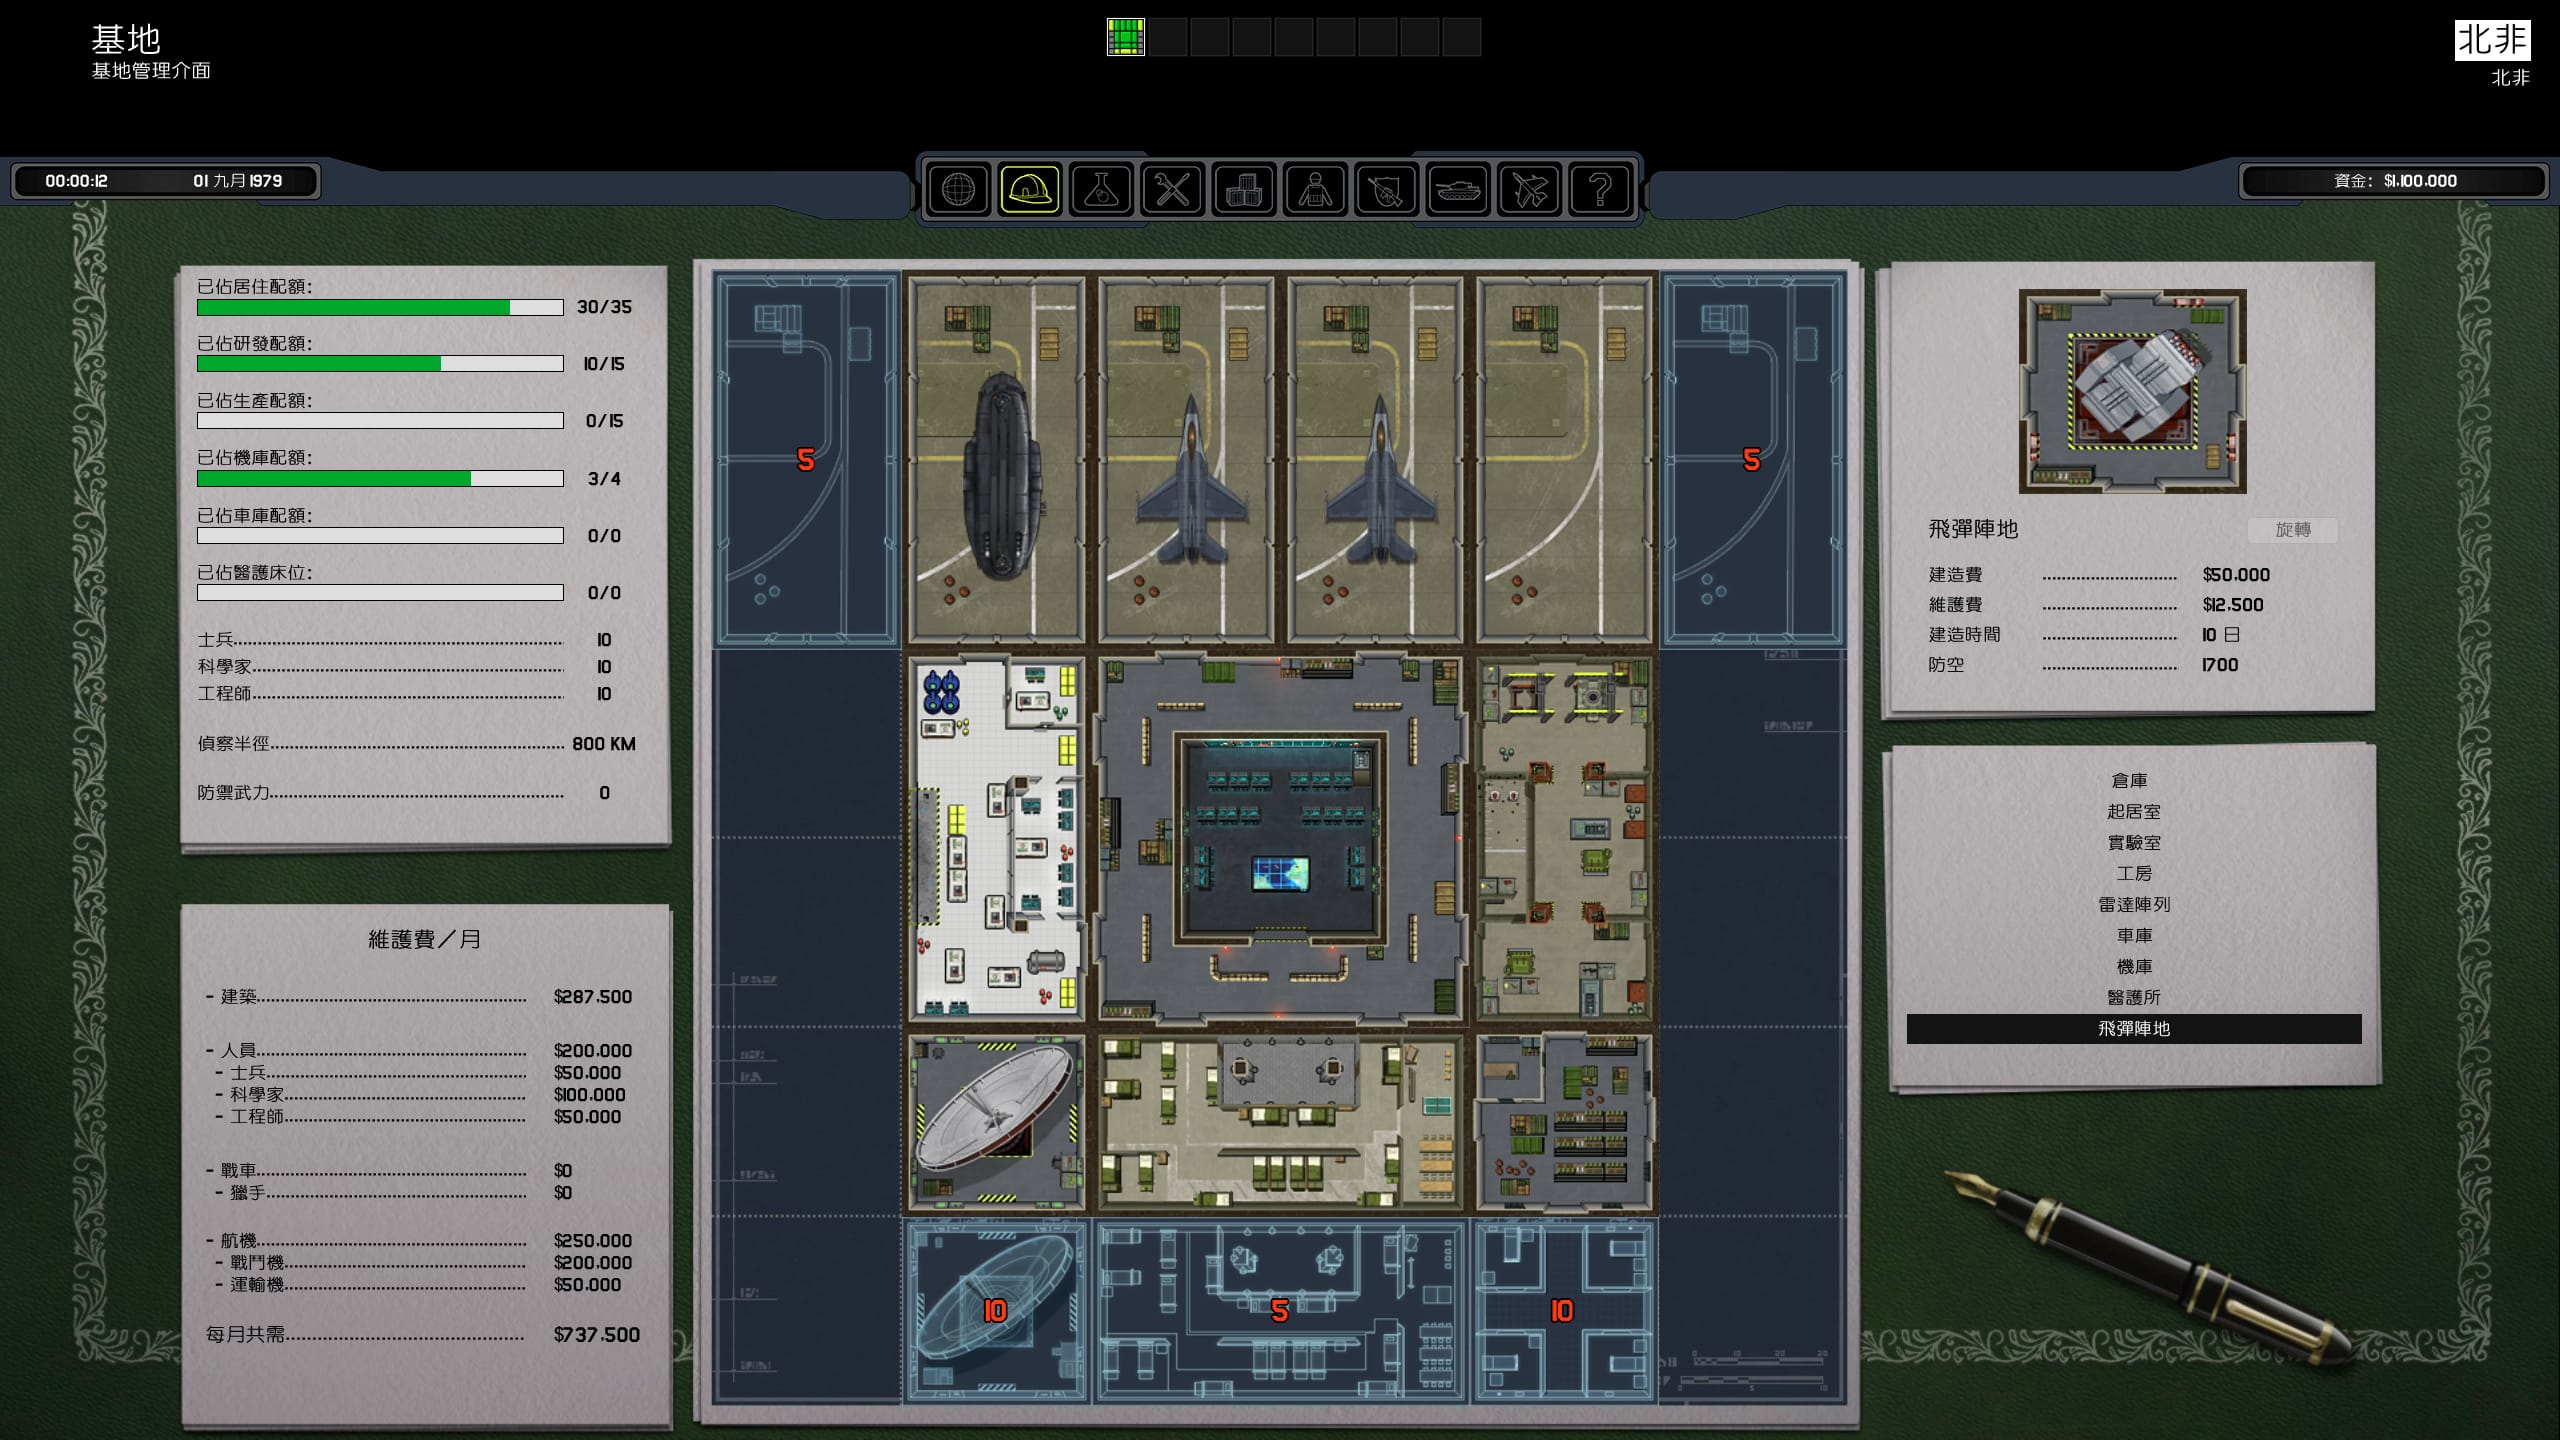 基地
基地管理介面
北非
北非
00:00:12 01 九月 1979
資金: $1,100,000
已佔居住配額:
30/35
已佔研發配額:
10/15
已佔生產配額:
0/15
已佔機庫配額:
3/4
已佔車庫配額:
0/0
已佔醫護床位:
0/0
士兵 10
科學家 10
工程師 10
偵察半徑 800 KM
防禦武力 0
維護費／月
- 建築 $287,500
- 人員 $200,000
- 士兵 $50,000
- 科學家 $100,000
- 工程師 $50,000
- 戰車 $0
- 獵手 $0
- 航機 $250,000
- 戰鬥機 $200,000
- 運輸機 $50,000
每月共需 $737,500
5
5
10
5
10
飛彈陣地
旋轉
建造費 $50,000
維護費 $12,500
建造時間 10 日
防空 1700
倉庫
起居室
實驗室
工房
雷達陣列
車庫
機庫
醫護所
飛彈陣地